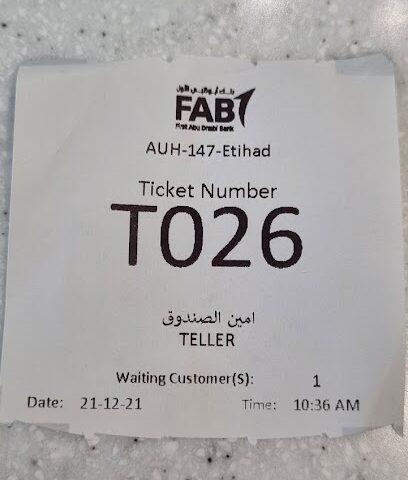 بنك أبوظبي الأول
FAB
First Abu Dhabi Bank
AUH-147-Etihad
Ticket Number
T026
امين الصندوق
TELLER
Waiting Customer(S): 1
Date: 21-12-21 Time: 10:36 AM